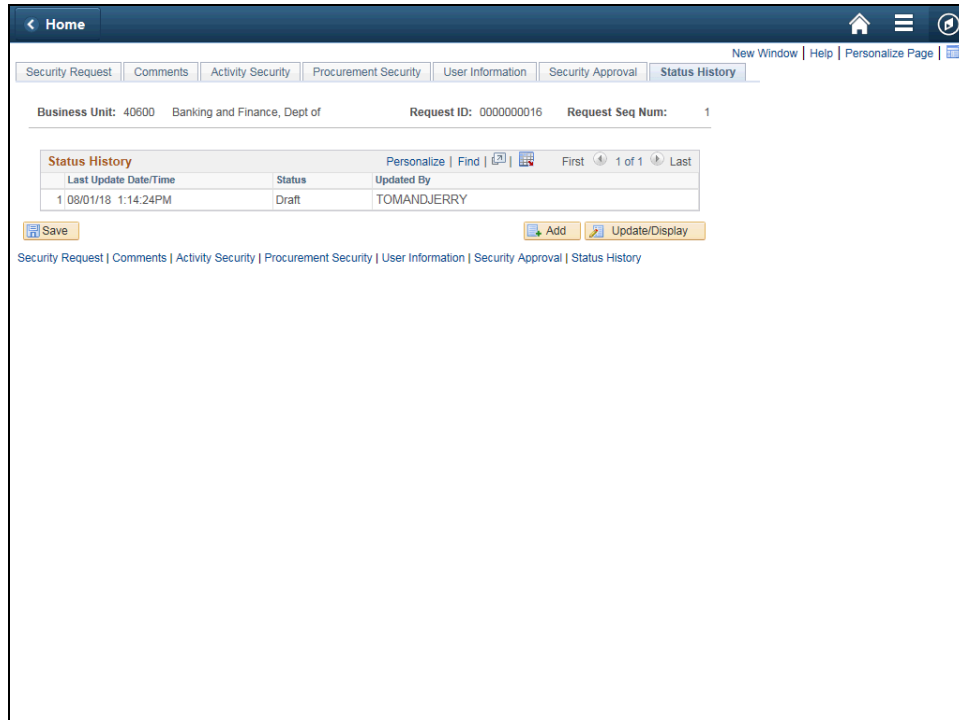 Home
New Window | Help | Personalize Page |
Security Request Comments Activity Security Procurement Security User Information Security Approval Status History
Business Unit: 40600 Banking and Finance, Dept of Request ID: 0000000016 Request Seq Num: 1
Status History Personalize | Find | | First 1 of 1 Last
Last Update Date/Time Status Updated By
1 08/01/18 1:14:24PM Draft TOMANDJERRY
Save Add Update/Display
Security Request | Comments | Activity Security | Procurement Security | User Information | Security Approval | Status History